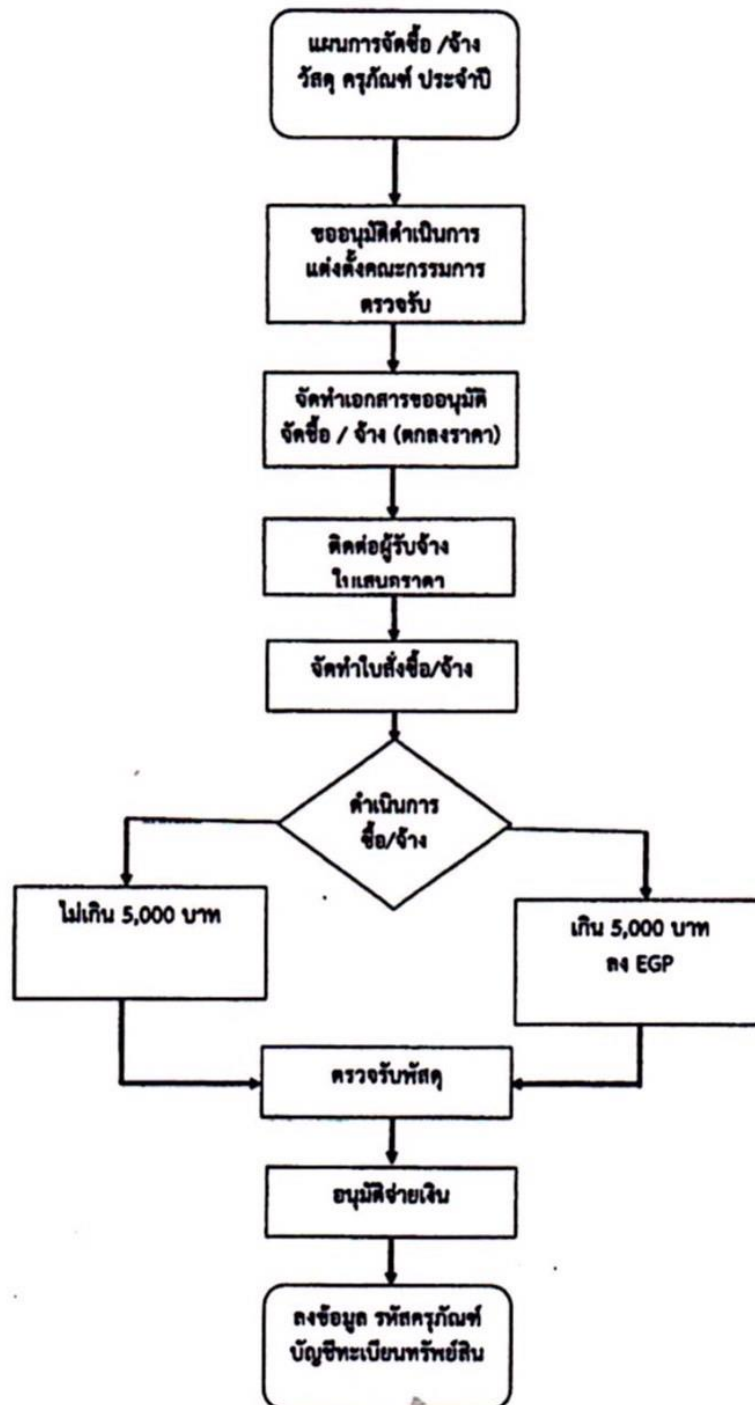 แผนการจัดซื้อ /จ้าง
วัสดุ ครุภัณฑ์ ประจำปี
ขออนุมัติดำเนินการ
แต่งตั้งคณะกรรมการ
ตรวจรับ
จัดทำเอกสารขออนุมัติ
จัดซื้อ / จ้าง (ตกลงราคา)
ติดต่อผู้รับจ้าง
ใบเสนอราคา
จัดทำใบสั่งซื้อ/จ้าง
ดำเนินการ
ซื้อ/จ้าง
ไม่เกิน 5,000 บาท
เกิน 5,000 บาท
ลง EGP
ตรวจรับพัสดุ
อนุมัติจ่ายเงิน
ลงข้อมูล รหัสครุภัณฑ์
บัญชีทะเบียนทรัพย์สิน